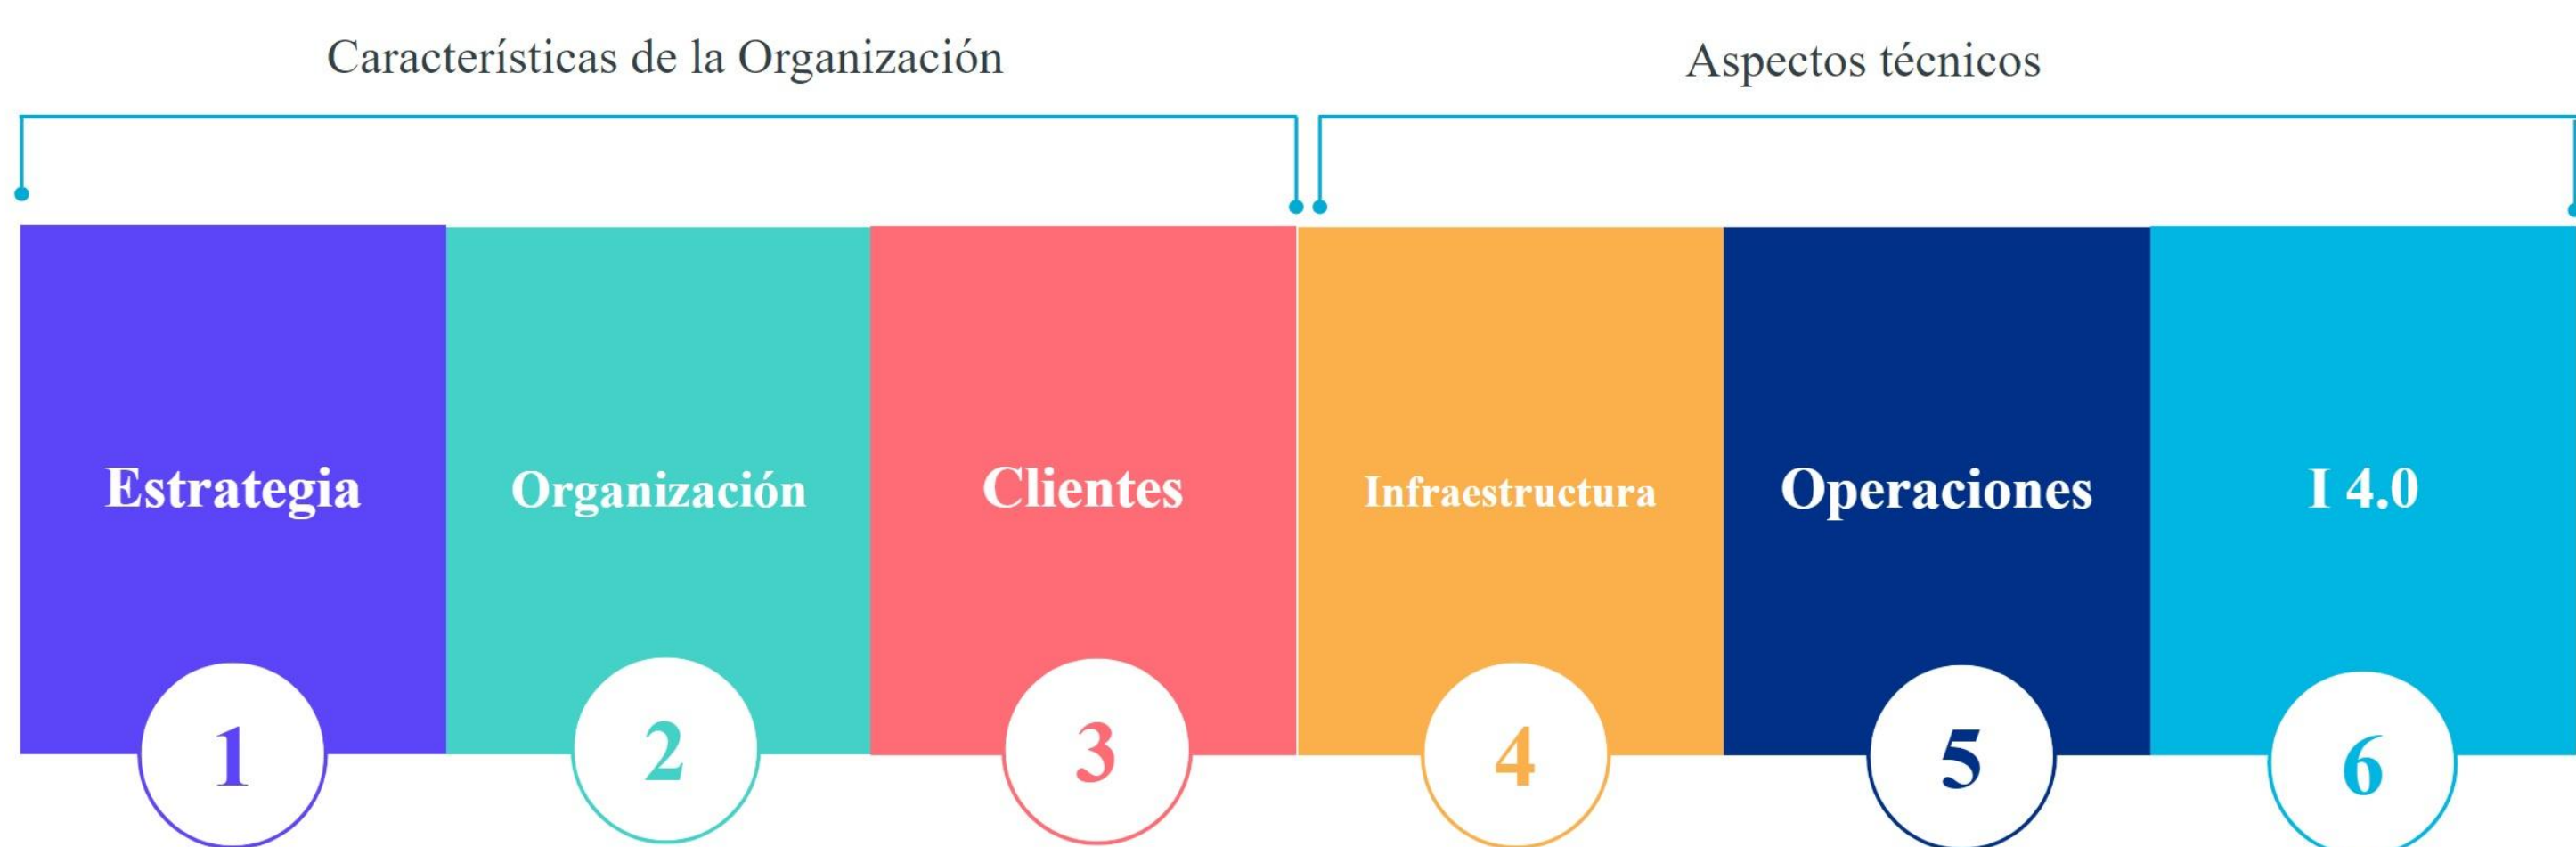 Características de la Organización
Aspectos técnicos
Estrategia
Organización
Clientes
Infraestructura
Operaciones
I 4.0
1
2
3
4
5
6